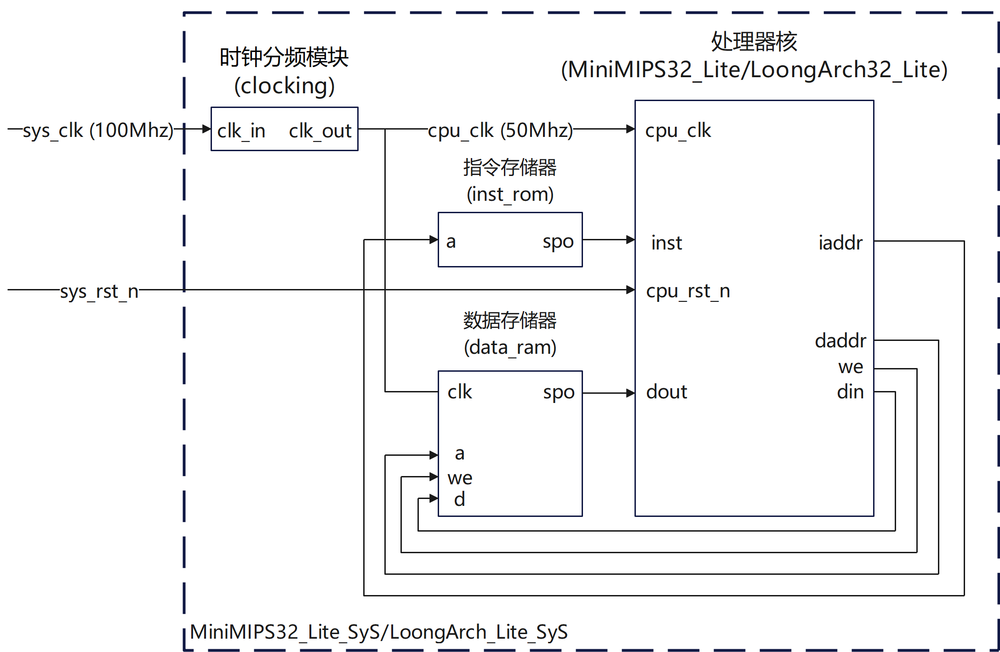 处理器核
(MiniMIPS32_Lite/LoongArch32_Lite)
时钟分频模块
(clocking)
sys_clk (100Mhz)
clk_in
clk_out
cpu_clk (50Mhz)
cpu_clk
指令存储器
(inst_rom)
a
spo
inst
iaddr
sys_rst_n
cpu_rst_n
数据存储器
(data_ram)
daddr
we
clk
spo
dout
din
a
we
d
MiniMIPS32_Lite_SyS/LoongArch_Lite_SyS